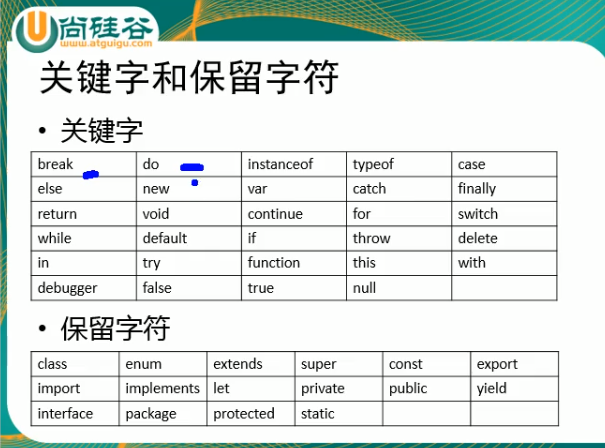 尚硅谷
www.atguigu.com
关键字和保留字符
• 关键字
break do instanceof typeof case
else new var catch finally
return void continue for switch
while default if throw delete
in try function this with
debugger false true null
• 保留字符
class enum extends super const export
import implements let private public yield
interface package protected static